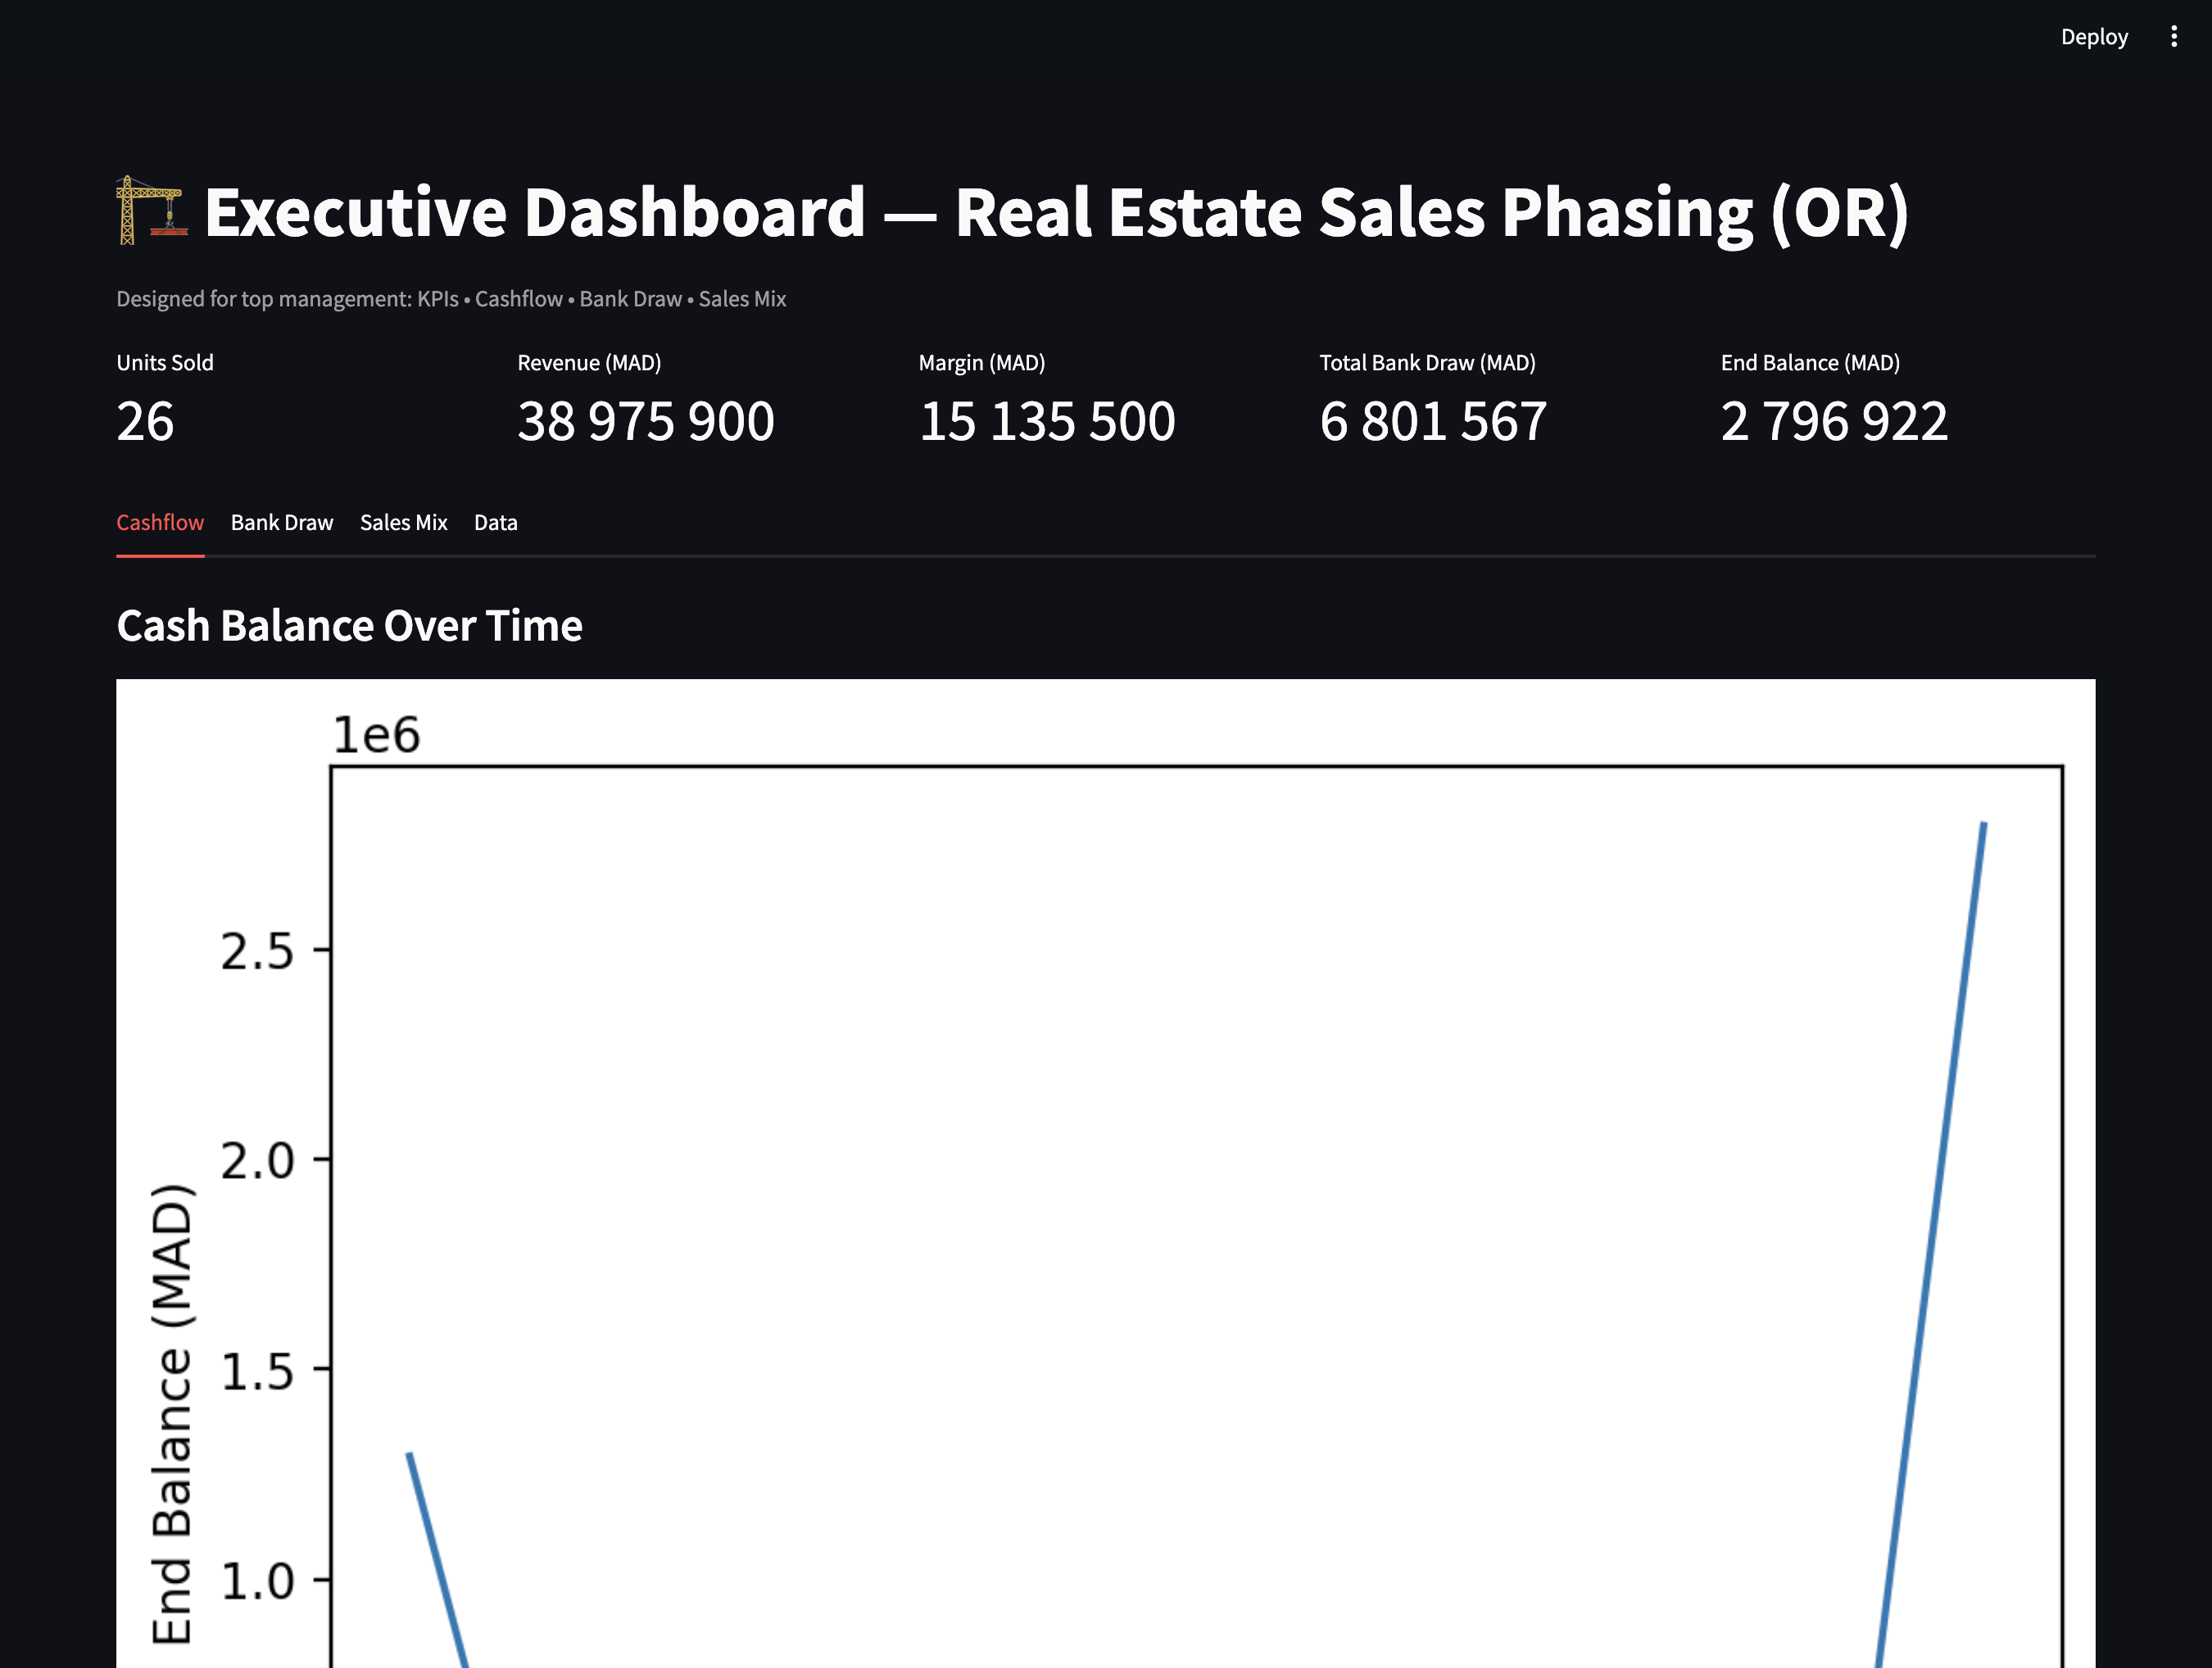 Deploy
Executive Dashboard — Real Estate Sales Phasing (OR)
Designed for top management: KPIs • Cashflow • Bank Draw • Sales Mix
Units Sold
26
Revenue (MAD)
38 975 900
Margin (MAD)
15 135 500
Total Bank Draw (MAD)
6 801 567
End Balance (MAD)
2 796 922
Cashflow Bank Draw Sales Mix Data
Cash Balance Over Time
1e6
2.5
2.0
1.5
1.0
End Balance (MAD)